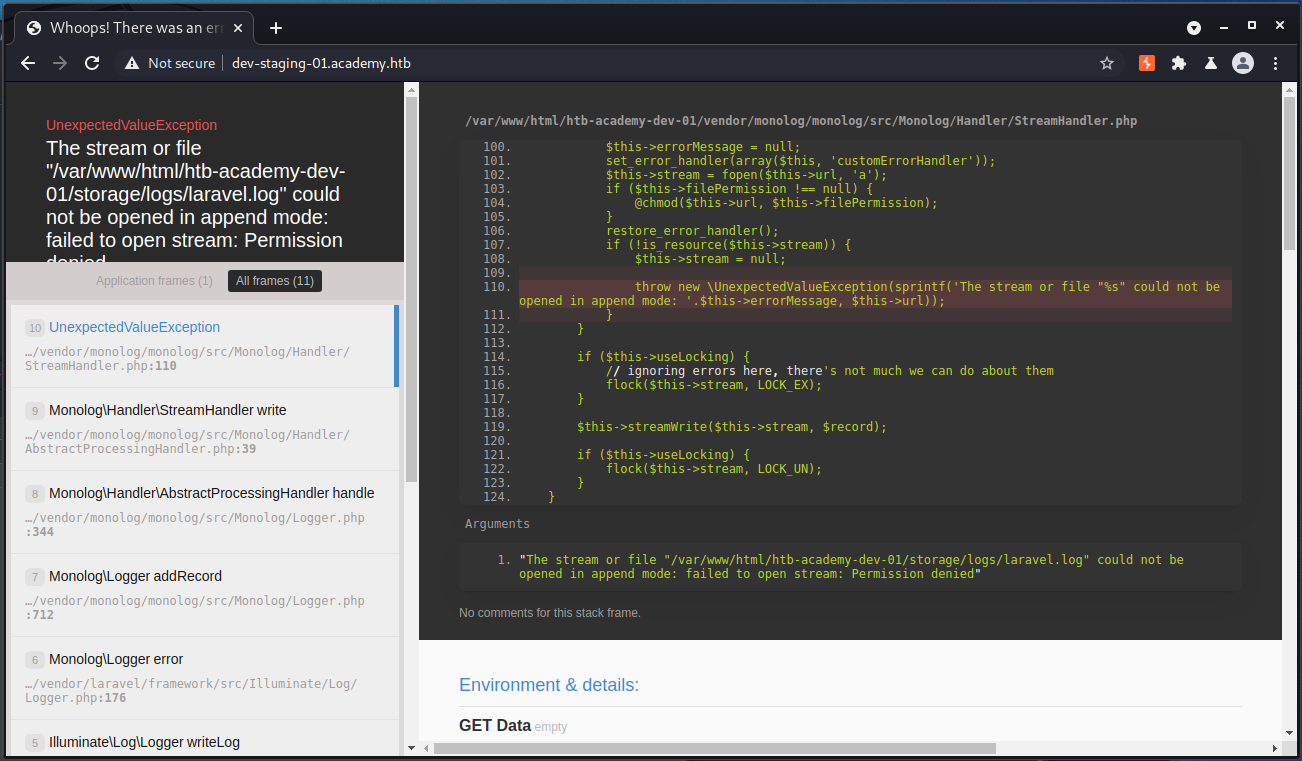 Whoops! There was an err
Not secure dev-staging-01.academy.htb
UnexpectedValueException
The stream or file
"/var/www/html/htb-academy-dev-
01/storage/logs/laravel.log" could
not be opened in append mode:
failed to open stream: Permission
denied
Application frames (1) All frames (11)
10 UnexpectedValueException
…/vendor/monolog/monolog/src/Monolog/Handler/
StreamHandler.php:110
9 Monolog\Handler\StreamHandler write
…/vendor/monolog/monolog/src/Monolog/Handler/
AbstractProcessingHandler.php:39
8 Monolog\Handler\AbstractProcessingHandler handle
…/vendor/monolog/monolog/src/Monolog/Logger.php
:344
7 Monolog\Logger addRecord
…/vendor/monolog/monolog/src/Monolog/Logger.php
:712
6 Monolog\Logger error
…/vendor/laravel/framework/src/Illuminate/Log/
Logger.php:176
5 Illuminate\Log\Logger writeLog
/var/www/html/htb-academy-dev-01/vendor/monolog/monolog/src/Monolog/Handler/StreamHandler.php
100. $this->errorMessage = null;
101. set_error_handler(array($this, 'customErrorHandler'));
102. $this->stream = fopen($this->url, 'a');
103. if ($this->filePermission !== null) {
104. @chmod($this->url, $this->filePermission);
105. }
106. restore_error_handler();
107. if (!is_resource($this->stream)) {
108. $this->stream = null;
109.
110. throw new \UnexpectedValueException(sprintf('The stream or file "%s" could not be
opened in append mode: '.$this->errorMessage, $this->url));
111. }
112. }
113.
114. if ($this->useLocking) {
115. // ignoring errors here, there's not much we can do about them
116. flock($this->stream, LOCK_EX);
117. }
118.
119. $this->streamWrite($this->stream, $record);
120.
121. if ($this->useLocking) {
122. flock($this->stream, LOCK_UN);
123. }
124. }
Arguments
1. "The stream or file "/var/www/html/htb-academy-dev-01/storage/logs/laravel.log" could not be
opened in append mode: failed to open stream: Permission denied"
No comments for this stack frame.
Environment & details:
GET Data empty